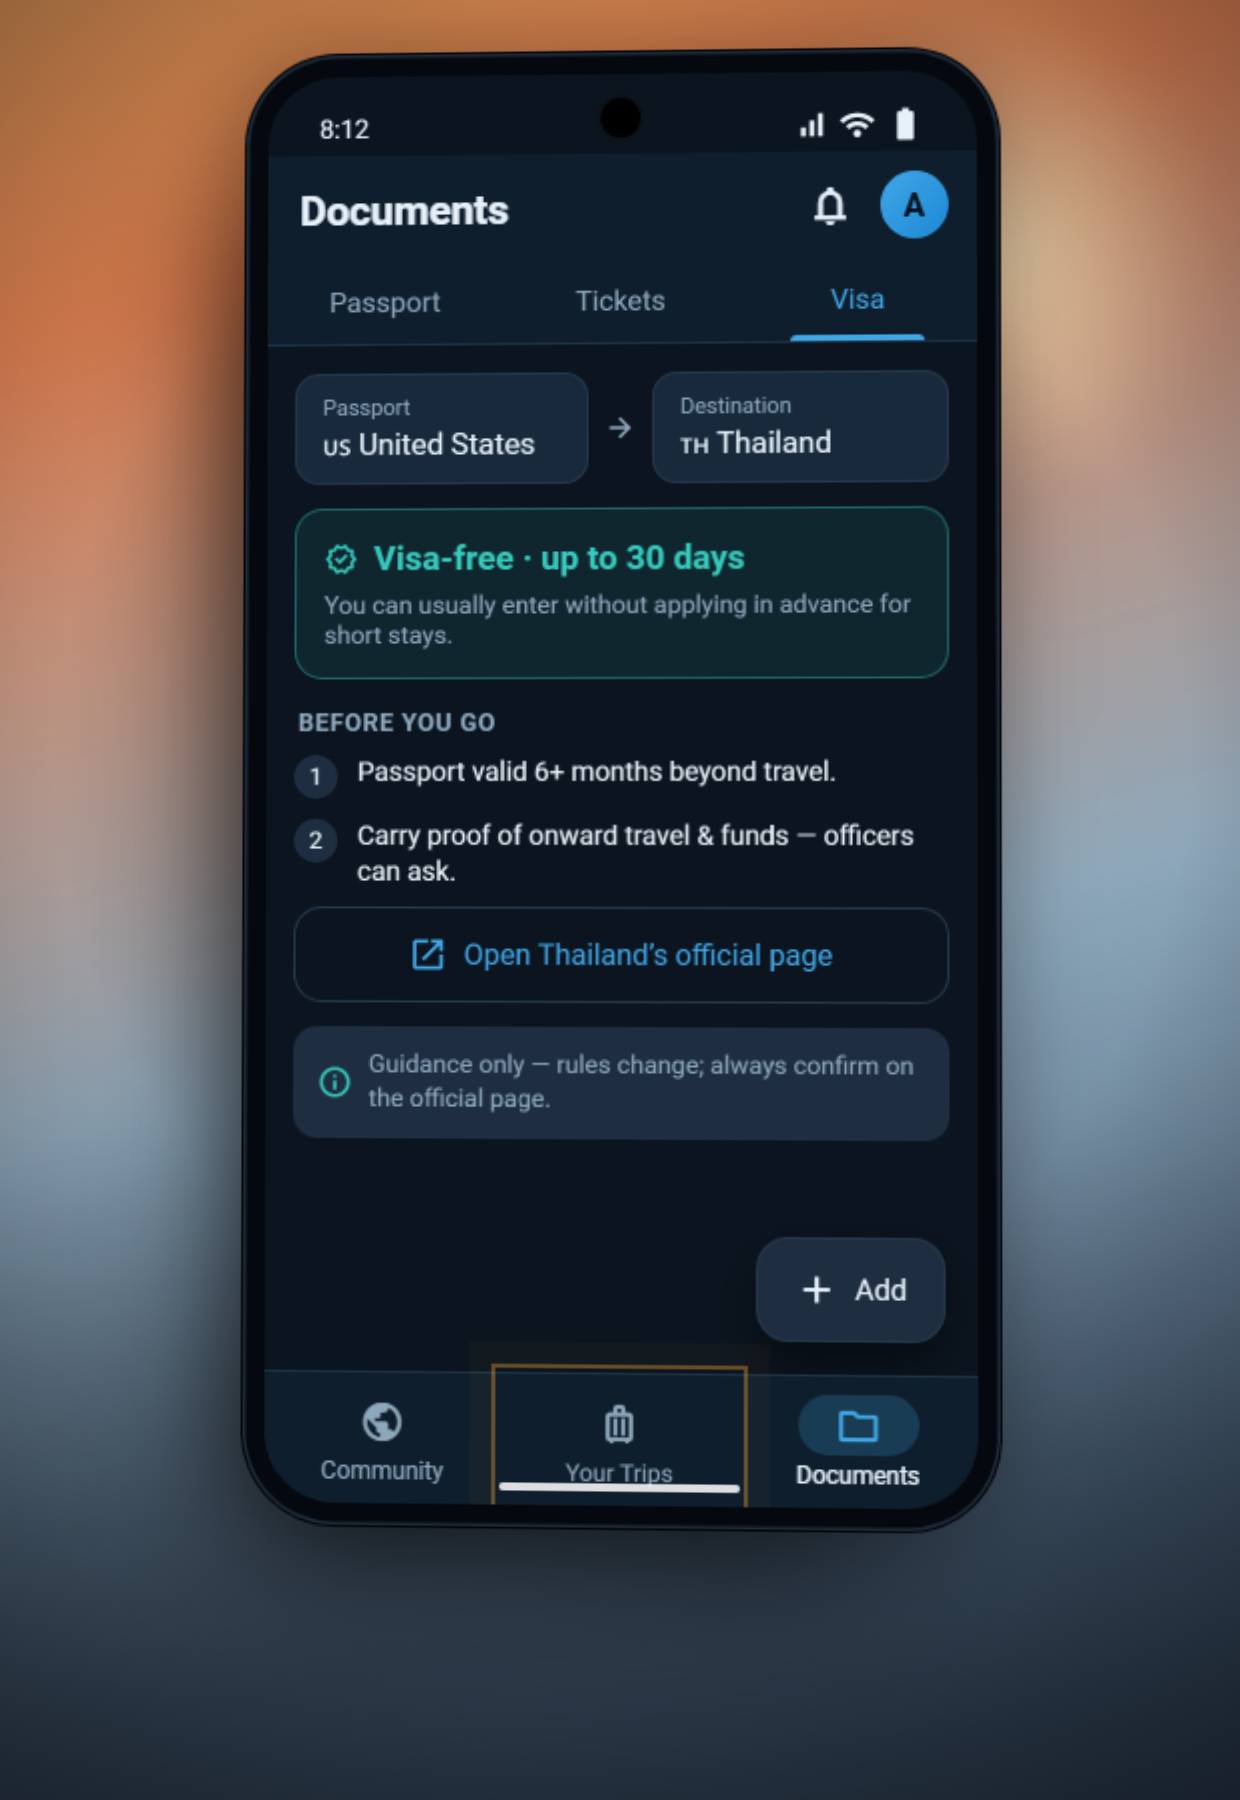 8:12
Documents
A
Passport
Tickets
Visa
Passport
US United States
Destination
TH Thailand
Visa-free · up to 30 days
You can usually enter without applying in advance for
short stays.
BEFORE YOU GO
1
Passport valid 6+ months beyond travel.
2
Carry proof of onward travel & funds — officers
can ask.
Open Thailand’s official page
Guidance only — rules change; always confirm on
the official page.
+ Add
Community
Your Trips
Documents